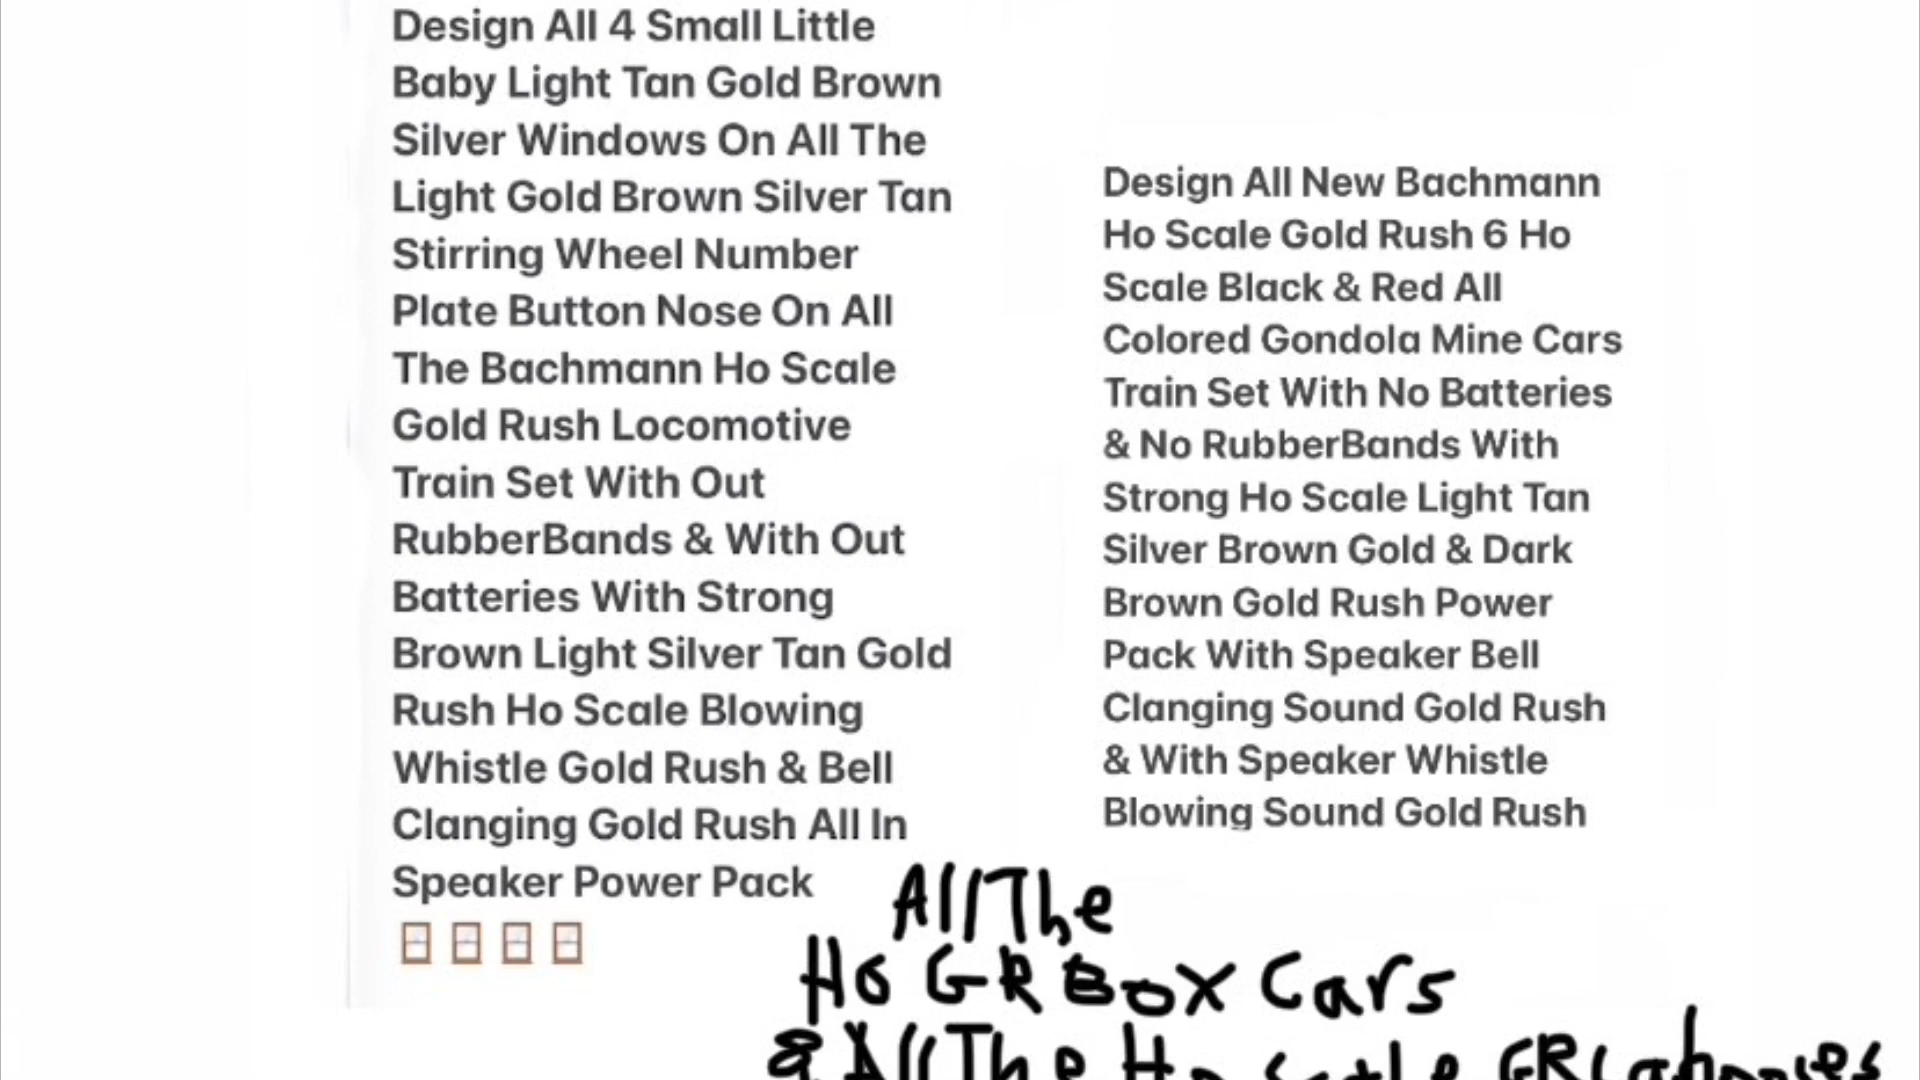 Design All 4 Small Little
Baby Light Tan Gold Brown
Silver Windows On All The
Light Gold Brown Silver Tan
Stirring Wheel Number
Plate Button Nose On All
The Bachmann Ho Scale
Gold Rush Locomotive
Train Set With Out
RubberBands & With Out
Batteries With Strong
Brown Light Silver Tan Gold
Rush Ho Scale Blowing
Whistle Gold Rush & Bell
Clanging Gold Rush All In
Speaker Power Pack
🪟🪟🪟🪟
Design All New Bachmann
Ho Scale Gold Rush 6 Ho
Scale Black & Red All
Colored Gondola Mine Cars
Train Set With No Batteries
& No RubberBands With
Strong Ho Scale Light Tan
Silver Brown Gold & Dark
Brown Gold Rush Power
Pack With Speaker Bell
Clanging Sound Gold Rush
& With Speaker Whistle
Blowing Sound Gold Rush
All The
Ho GR Box Cars
& All The Ho Scale GR Cabooses